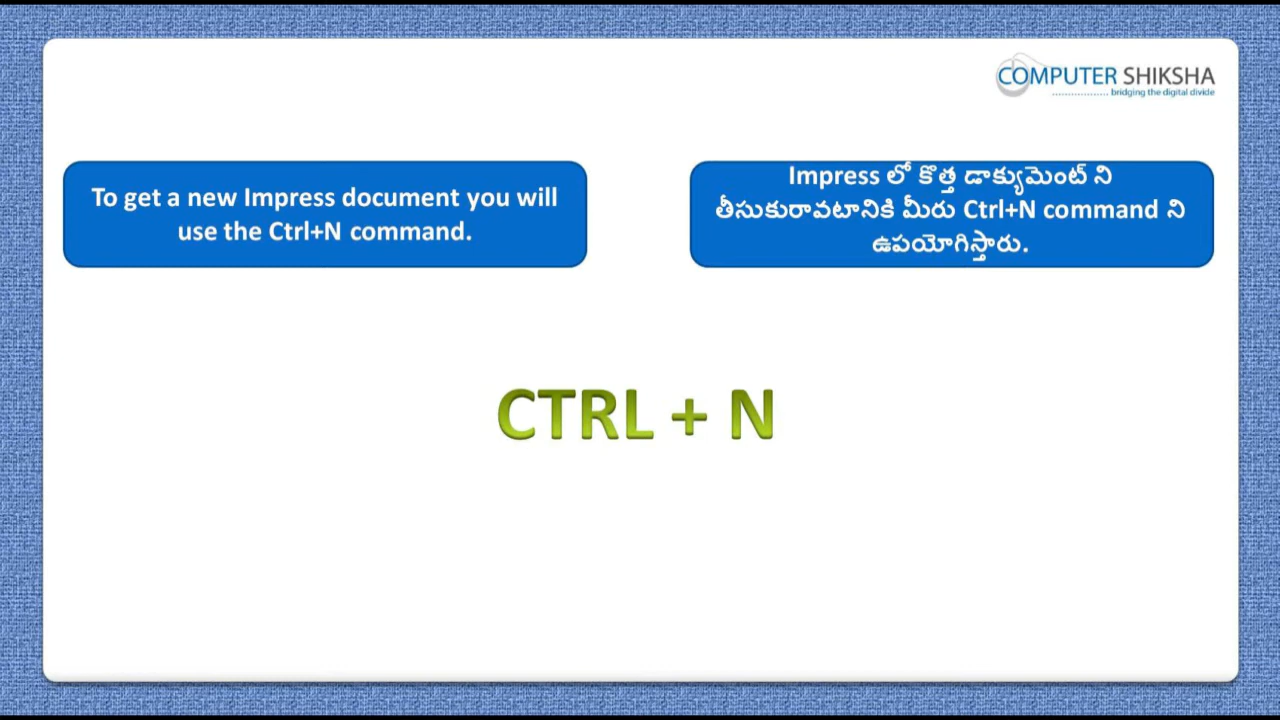 COMPUTER SHIKSHA
.................. bridging the digital divide
To get a new Impress document you will
use the Ctrl+N command.
Impress లో కొత్త డాక్యుమెంట్ ని
తీసుకురావటానికి మీరు Ctrl+N command ని
ఉపయోగిస్తారు.
CTRL + N